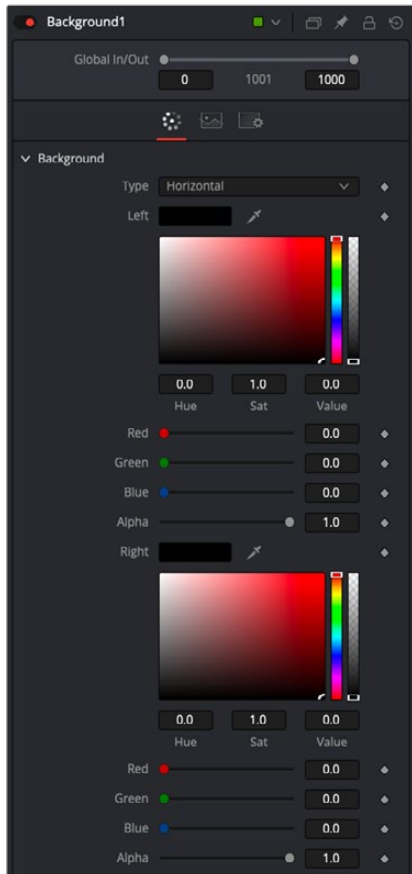 Background1
Global In/Out
0 1001 1000
Background
Type Horizontal
Left
0.0 1.0 0.0
Hue Sat Value
Red 0.0
Green 0.0
Blue 0.0
Alpha 1.0
Right
0.0 1.0 0.0
Hue Sat Value
Red 0.0
Green 0.0
Blue 0.0
Alpha 1.0